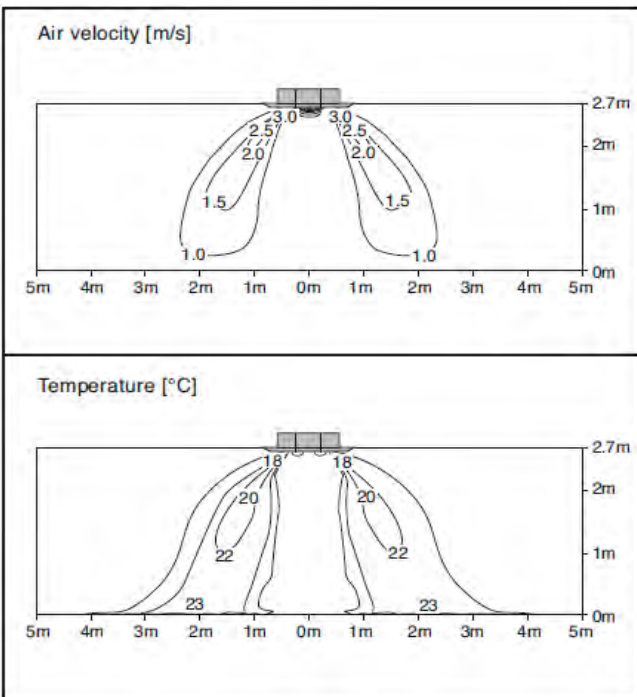 Air velocity [m/s]
2.7m
3.0 3.0
2.5 2.5
2m
2.0 2.0
1.5 1.5
1m
1.0 1.0
0m
5m 4m 3m 2m 1m 0m 1m 2m 3m 4m 5m
Temperature [°C]
2.7m
18 18
2m
20 20
22 22
1m
23 23
0m
5m 4m 3m 2m 1m 0m 1m 2m 3m 4m 5m